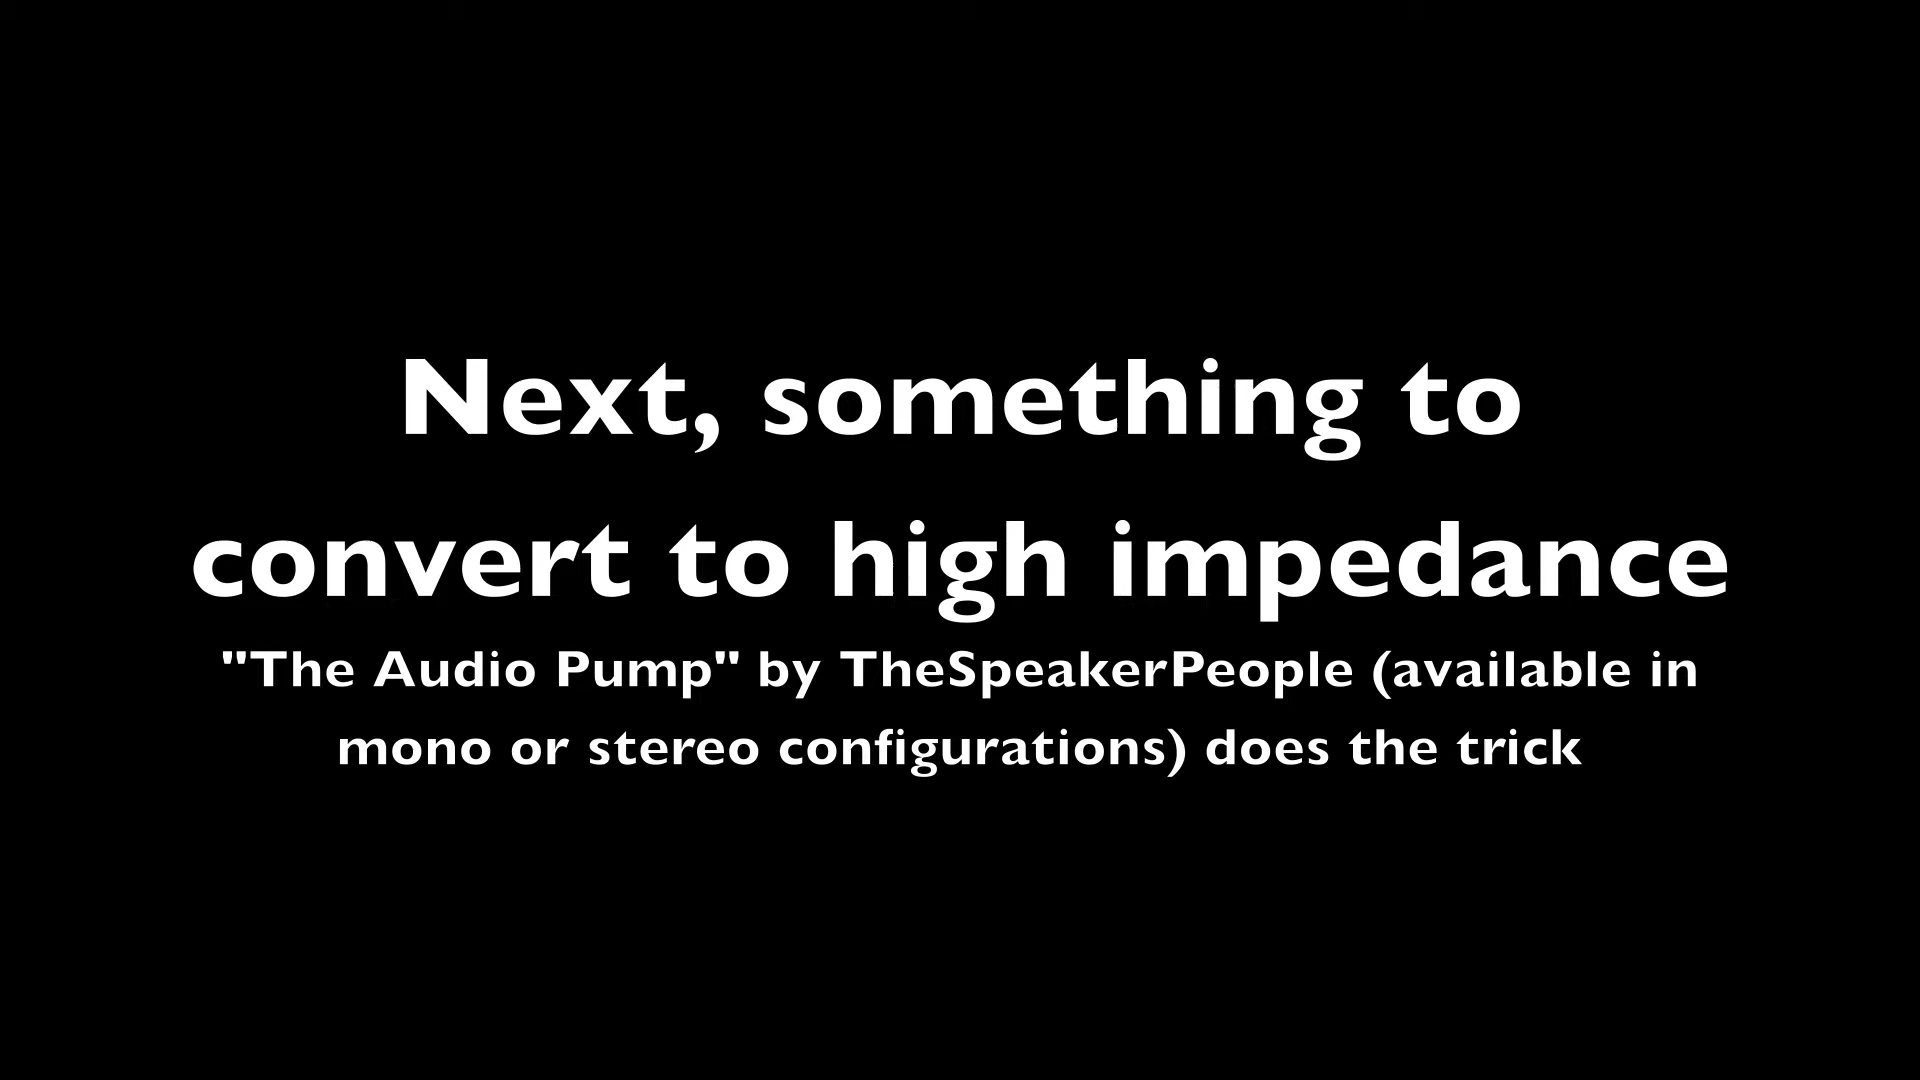 Next, something to
convert to high impedance
"The Audio Pump" by TheSpeakerPeople (available in
mono or stereo configurations) does the trick